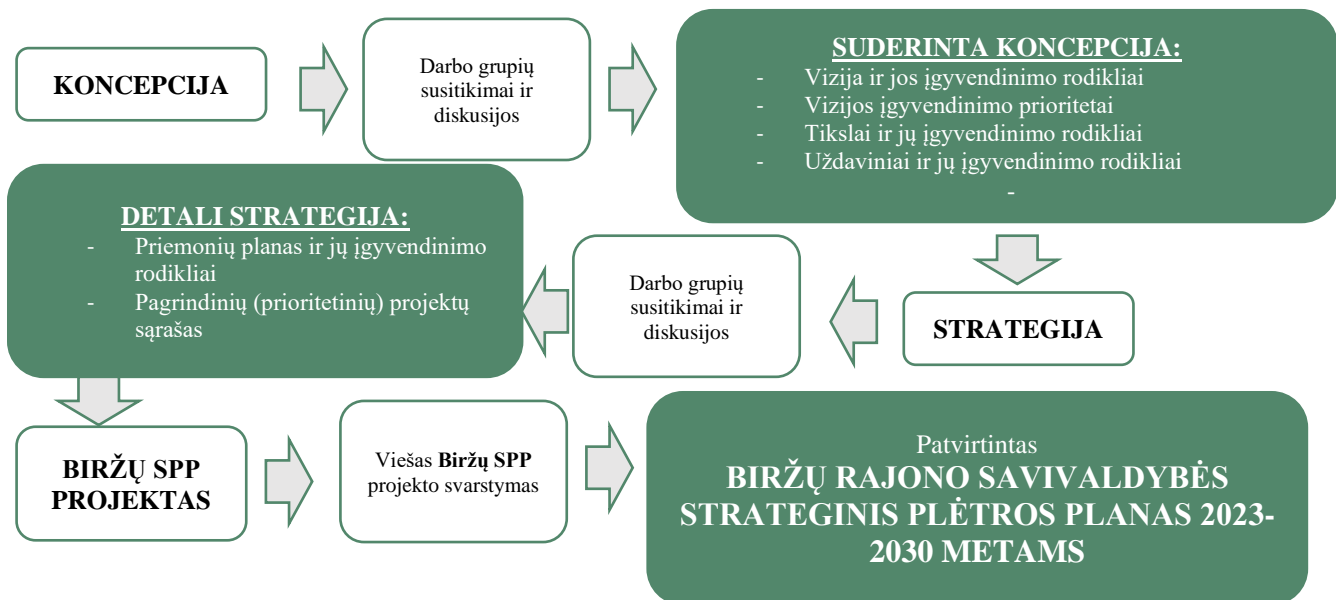 KONCEPCIJA
Darbo grupių
susitikimai ir
diskusijos
SUDERINTA KONCEPCIJA:
- Vizija ir jos įgyvendinimo rodikliai
- Vizijos įgyvendinimo prioritetai
- Tikslai ir jų įgyvendinimo rodikliai
- Uždaviniai ir jų įgyvendinimo rodikliai
-
STRATEGIJA
Darbo grupių
susitikimai ir
diskusijos
DETALI STRATEGIJA:
- Priemonių planas ir jų įgyvendinimo
rodikliai
- Pagrindinių (prioritetinių) projektų
sąrašas
BIRŽŲ SPP
PROJEKTAS
Viešas Biržų SPP
projekto svarstymas
Patvirtintas
BIRŽŲ RAJONO SAVIVALDYBĖS
STRATEGINIS PLĖTROS PLANAS 2023-
2030 METAMS